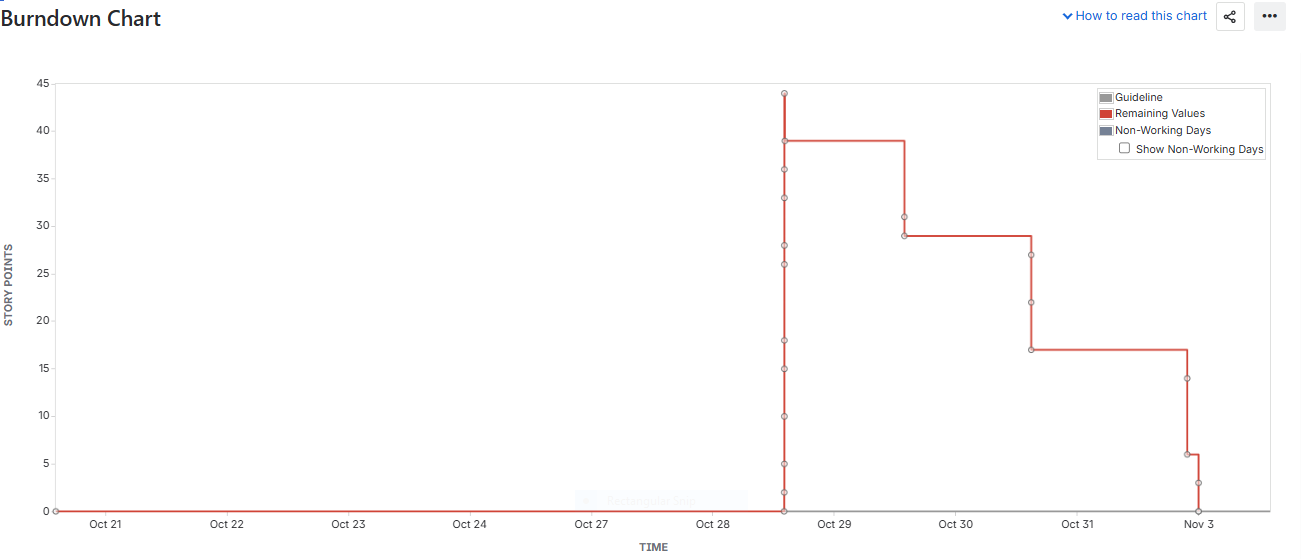 Burndown Chart
How to read this chart
Guideline
Remaining Values
Non-Working Days
Show Non-Working Days
STORY POINTS
45
40
35
30
25
20
15
10
5
0
Oct 21
Oct 22
Oct 23
Oct 24
Oct 27
Oct 28
Oct 29
Oct 30
Oct 31
Nov 3
TIME